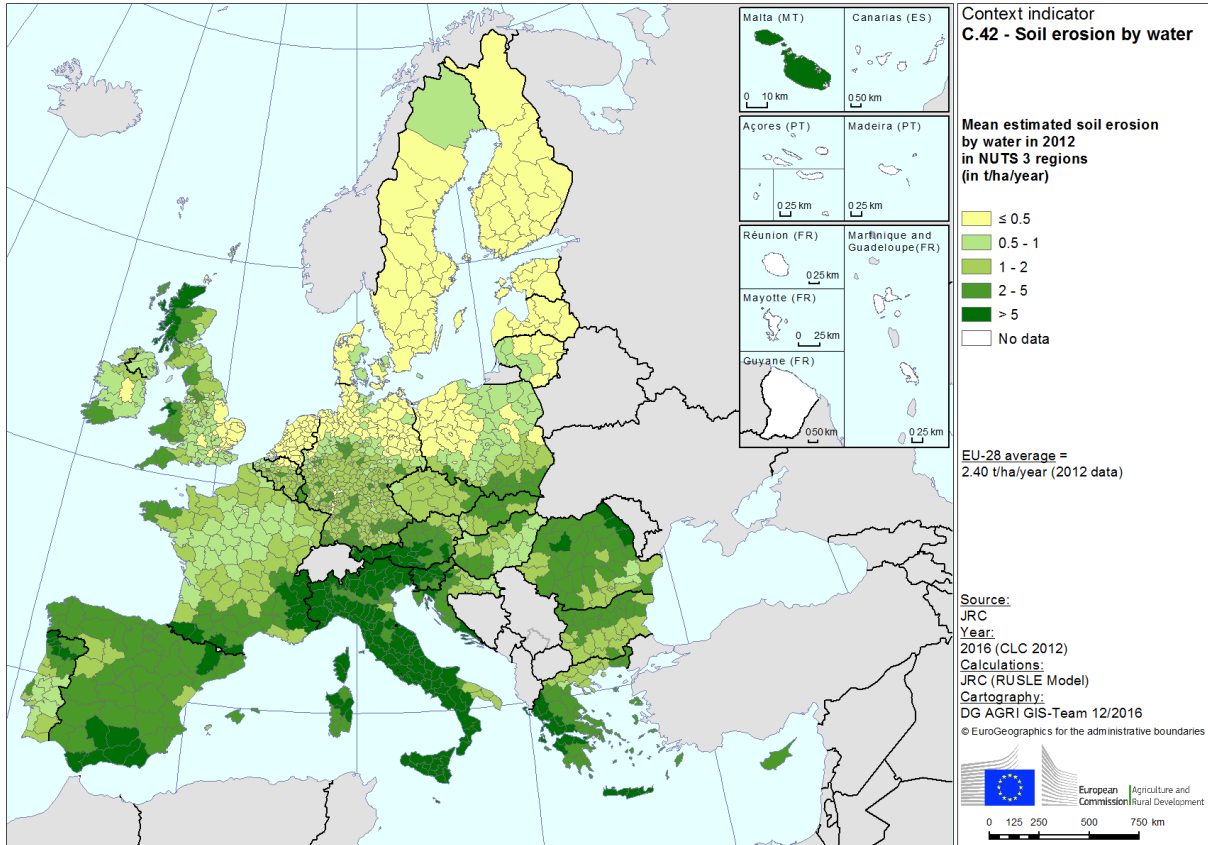 Malta (MT)
0 10 km
Canarias (ES)
0 50 km
Açores (PT)
0 25 km
Madeira (PT)
0 25 km
Réunion (FR)
0 25 km
Martinique and
Guadeloupe(FR)
0 25 km
Mayotte (FR)
0 25 km
Guyane (FR)
0 50 km
Context indicator
C.42 - Soil erosion by water
Mean estimated soil erosion
by water in 2012
in NUTS 3 regions
(in t/ha/year)
≤ 0.5
0.5 - 1
1 - 2
2 - 5
> 5
No data
EU-28 average =
2.40 t/ha/year (2012 data)
Source:
JRC
Year:
2016 (CLC 2012)
Calculations:
JRC (RUSLE Model)
Cartography:
DG AGRI GIS-Team 12/2016
© EuroGeographics for the administrative boundaries
European
Commission
Agriculture and
Rural Development
0 125 250 500 750 km